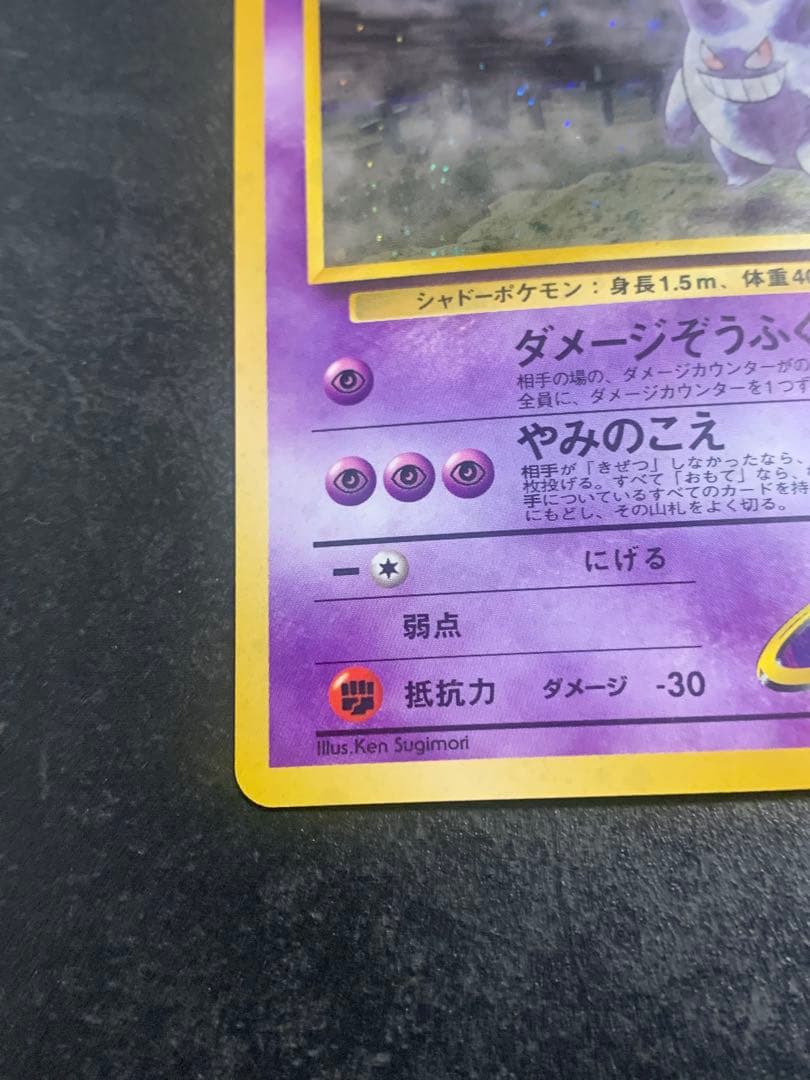 シャドーポケモン：身長1.5m、体重40
ダメージぞうふく
相手の場の、ダメージカウンターがの
全員に、ダメージカウンターを1つず
やみのこえ
相手が「きぜつ」しなかったなら、
枚投げる。すべて「おもて」なら、
手についているすべてのカードを持
にもどし、その山札をよく切る。
にげる
弱点
抵抗力 ダメージ -30
Illus.Ken Sugimori